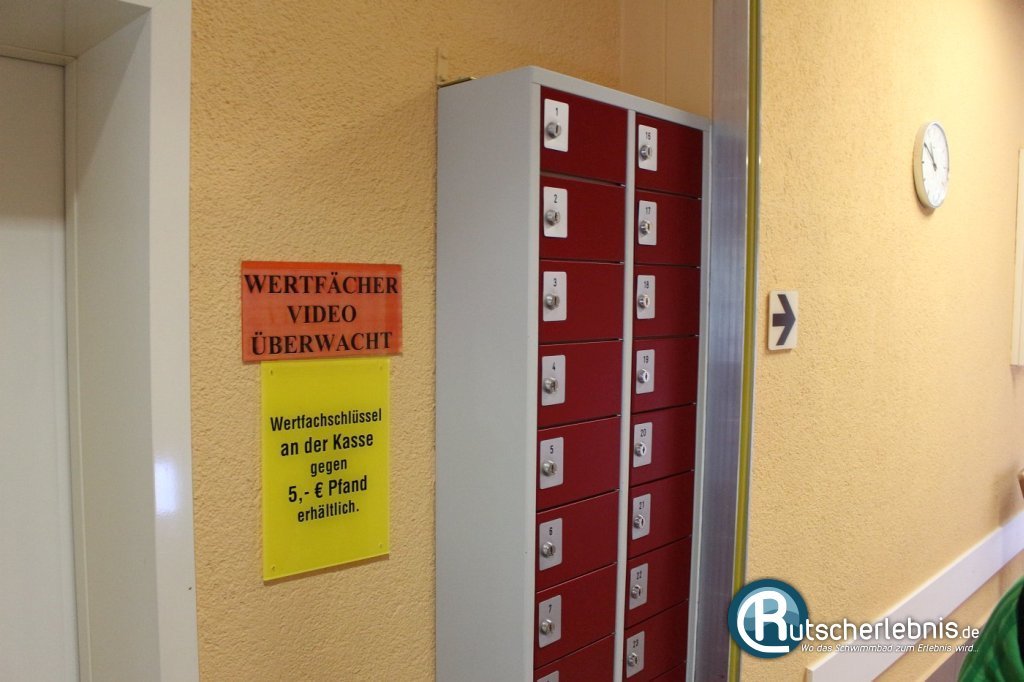 WERTFÄCHER
VIDEO
ÜBERWACHT
Wertfachschlüssel
an der Kasse
gegen
5,- € Pfand
erhältlich.
1
2
3
4
5
6
7
16
17
18
19
20
21
22
23
Rutscherlebnis.de
Wo das Schwimmbad zum Erlebnis wird...